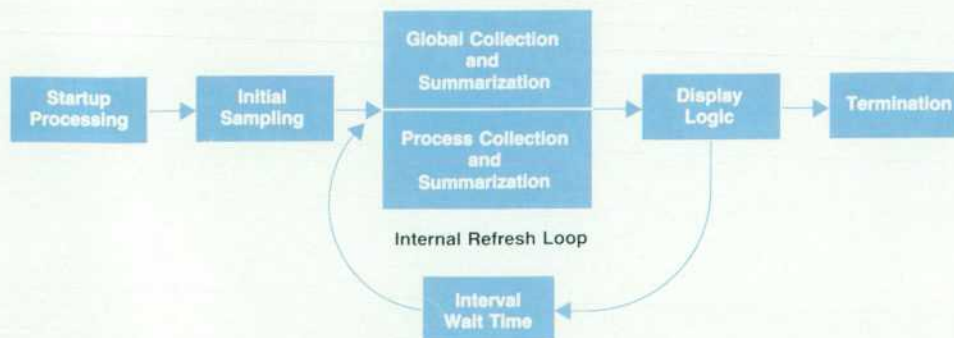 Startup
Processing
Initial
Sampling
Global Collection
and
Summarization
Process Collection
and
Summarization
Display
Logic
Termination
Internal Refresh Loop
Interval
Wait Time